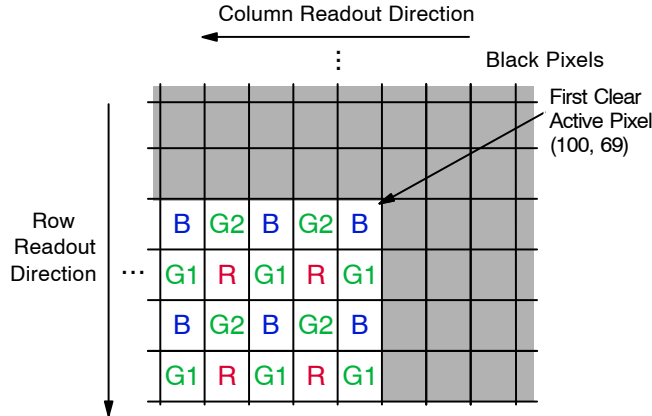 Column Readout Direction
⋮
Black Pixels
First Clear
Active Pixel
(100, 69)
Row
Readout
Direction
...
B G2 B G2 B
G1 R G1 R G1
B G2 B G2 B
G1 R G1 R G1